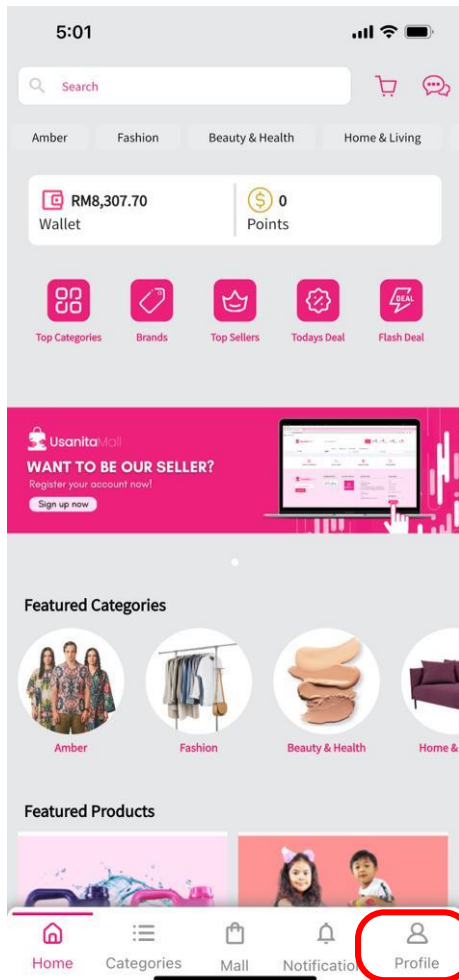 5:01
Search
Amber Fashion Beauty & Health Home & Living
RM8,307.70 0
Wallet Points
DEAL
Top Categories Brands Top Sellers Todays Deal Flash Deal
UsanitaMall
WANT TO BE OUR SELLER?
Register your account now!
Sign up now
Featured Categories
Amber Fashion Beauty & Health Home &
Featured Products
Home Categories Mall Notification Profile